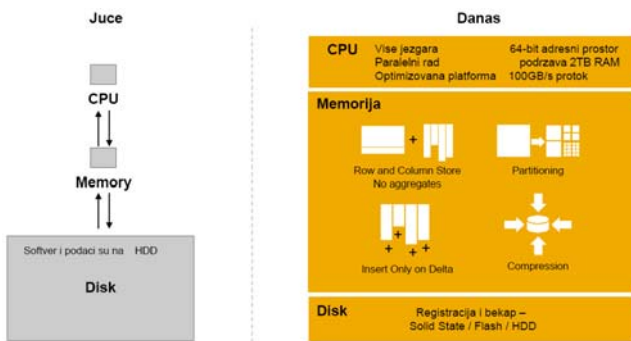 Juce
CPU
Memory
Softver i podaci su na HDD
Disk
Danas
CPU
Vise jezgara
64-bit adresni prostor
Paralelni rad
podrzava 2TB RAM
Optimizovana platforma
100GB/s protok
Memorija
+
Row and Column Store
No aggregates
Partitioning
+
+ + +
Insert Only on Delta
Compression
Disk
Registracija i bekap –
Solid State / Flash / HDD